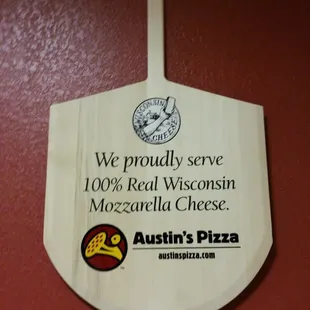 WISCONSIN
CHEESE
We proudly serve
100% Real Wisconsin
Mozzarella Cheese.
Austin's Pizza
austinspizza.com